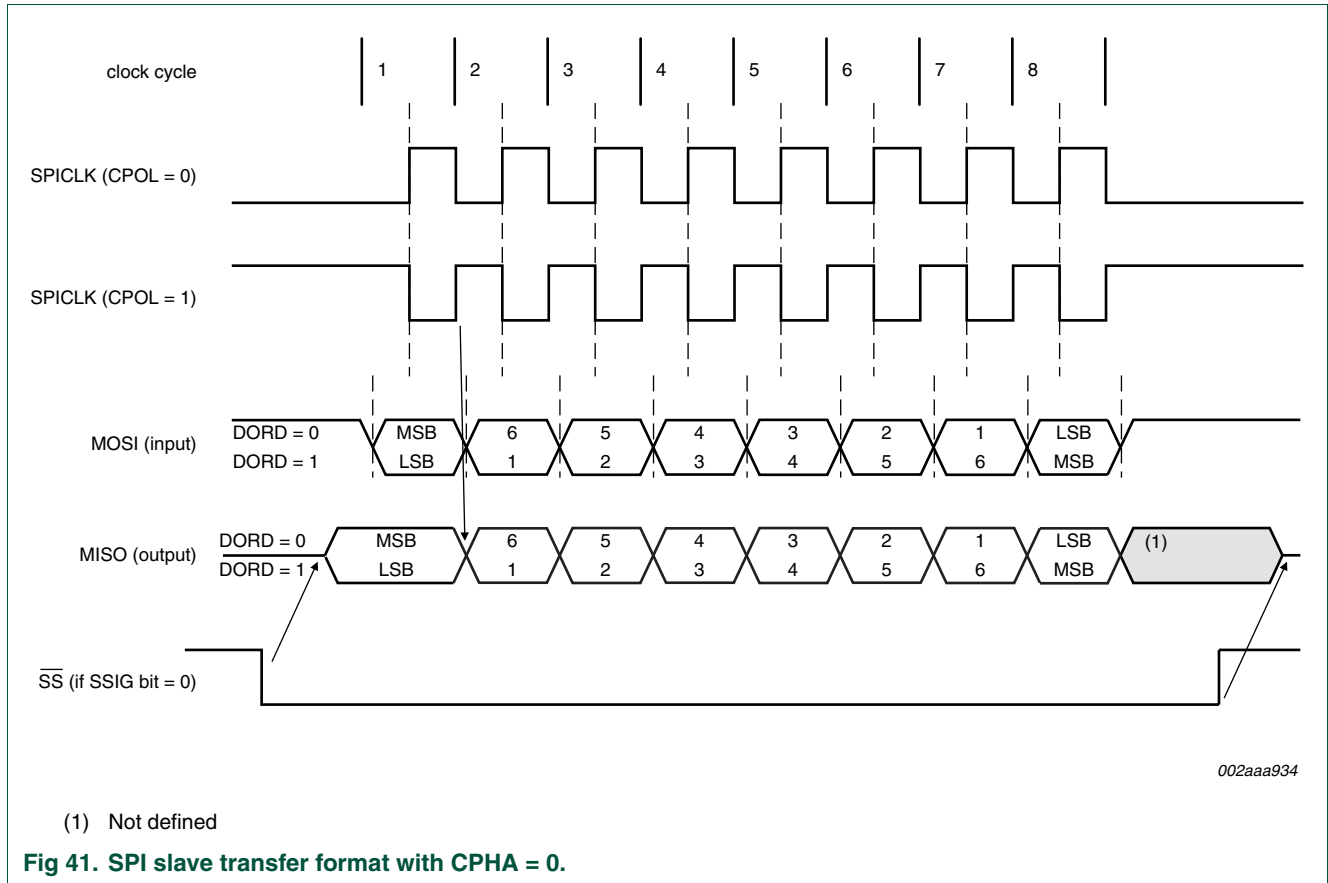 clock cycle 1 2 3 4 5 6 7 8
SPICLK (CPOL = 0)
SPICLK (CPOL = 1)
MOSI (input)
DORD = 0 MSB 6 5 4 3 2 1 LSB
DORD = 1 LSB 1 2 3 4 5 6 MSB
MISO (output)
DORD = 0 MSB 6 5 4 3 2 1 LSB (1)
DORD = 1 LSB 1 2 3 4 5 6 MSB
S̅S̅ (if SSIG bit = 0)
002aaa934
(1) Not defined
Fig 41. SPI slave transfer format with CPHA = 0.